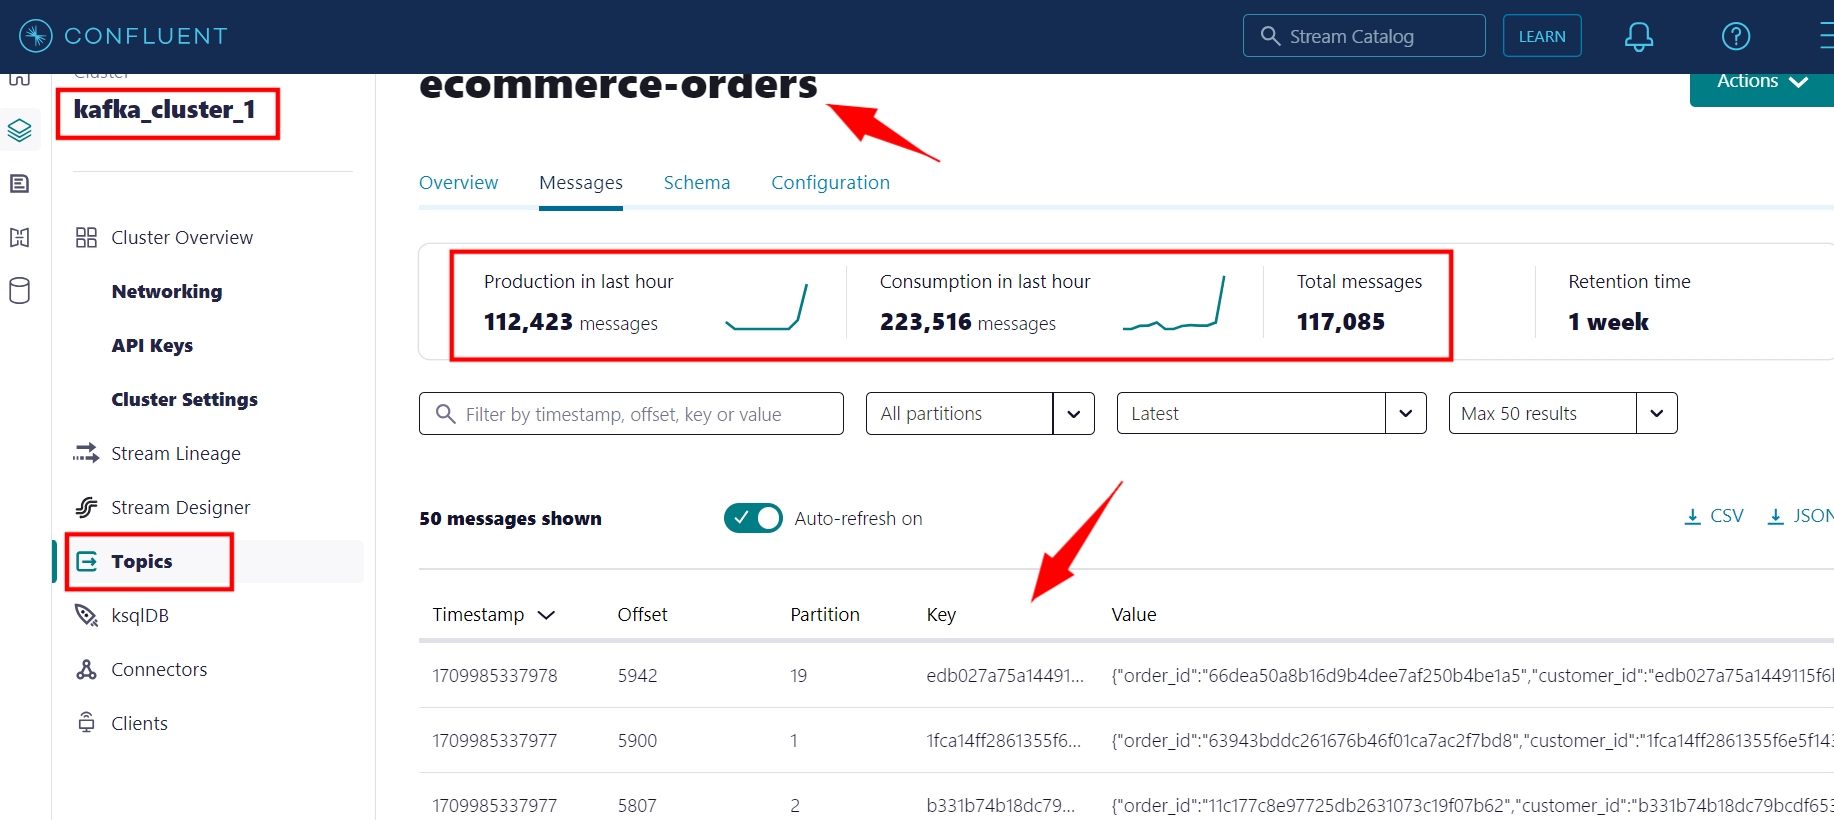 CONFLUENT
Stream Catalog
LEARN
Cluster
kafka_cluster_1
Cluster Overview
Networking
API Keys
Cluster Settings
Stream Lineage
Stream Designer
Topics
ksqlDB
Connectors
Clients
ecommerce-orders
Actions
Overview Messages Schema Configuration
Production in last hour
112,423 messages
Consumption in last hour
223,516 messages
Total messages
117,085
Retention time
1 week
Filter by timestamp, offset, key or value
All partitions
Latest
Max 50 results
50 messages shown
Auto-refresh on
CSV
JSON
Timestamp Offset Partition Key Value
1709985337978 5942 19 edb027a75a14491... {"order_id":"66dea50a8b16d9b4dee7af250b4be1a5","customer_id":"edb027a75a1449115f6
1709985337977 5900 1 1fca14ff2861355f6... {"order_id":"63943bddc261676b46f01ca7ac2f7bd8","customer_id":"1fca14ff2861355f6e5f143
1709985337977 5807 2 b331b74b18dc79... {"order_id":"11c177c8e97725db2631073c19f07b62","customer_id":"b331b74b18dc79bcdf653